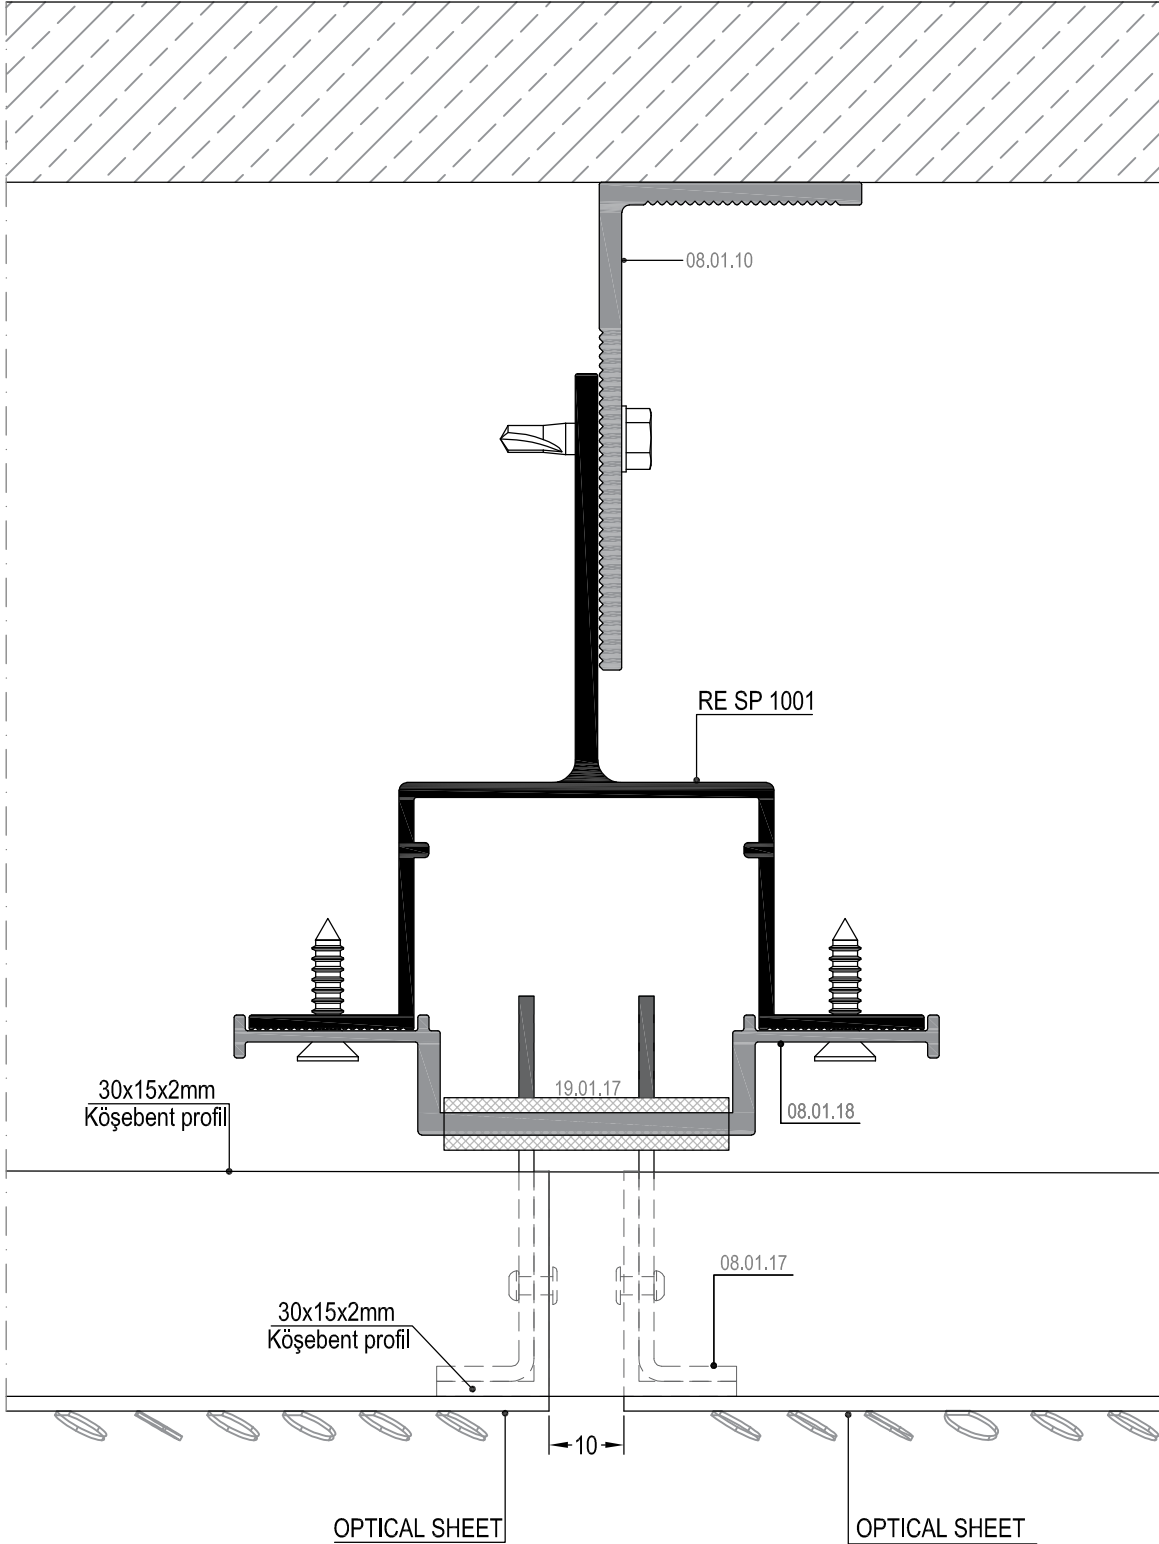 08.01.10
RE SP 1001
19.01.17
30x15x2mm
Köşebent profil
08.01.18
08.01.17
30x15x2mm
Köşebent profil
10
OPTICAL SHEET
OPTICAL SHEET